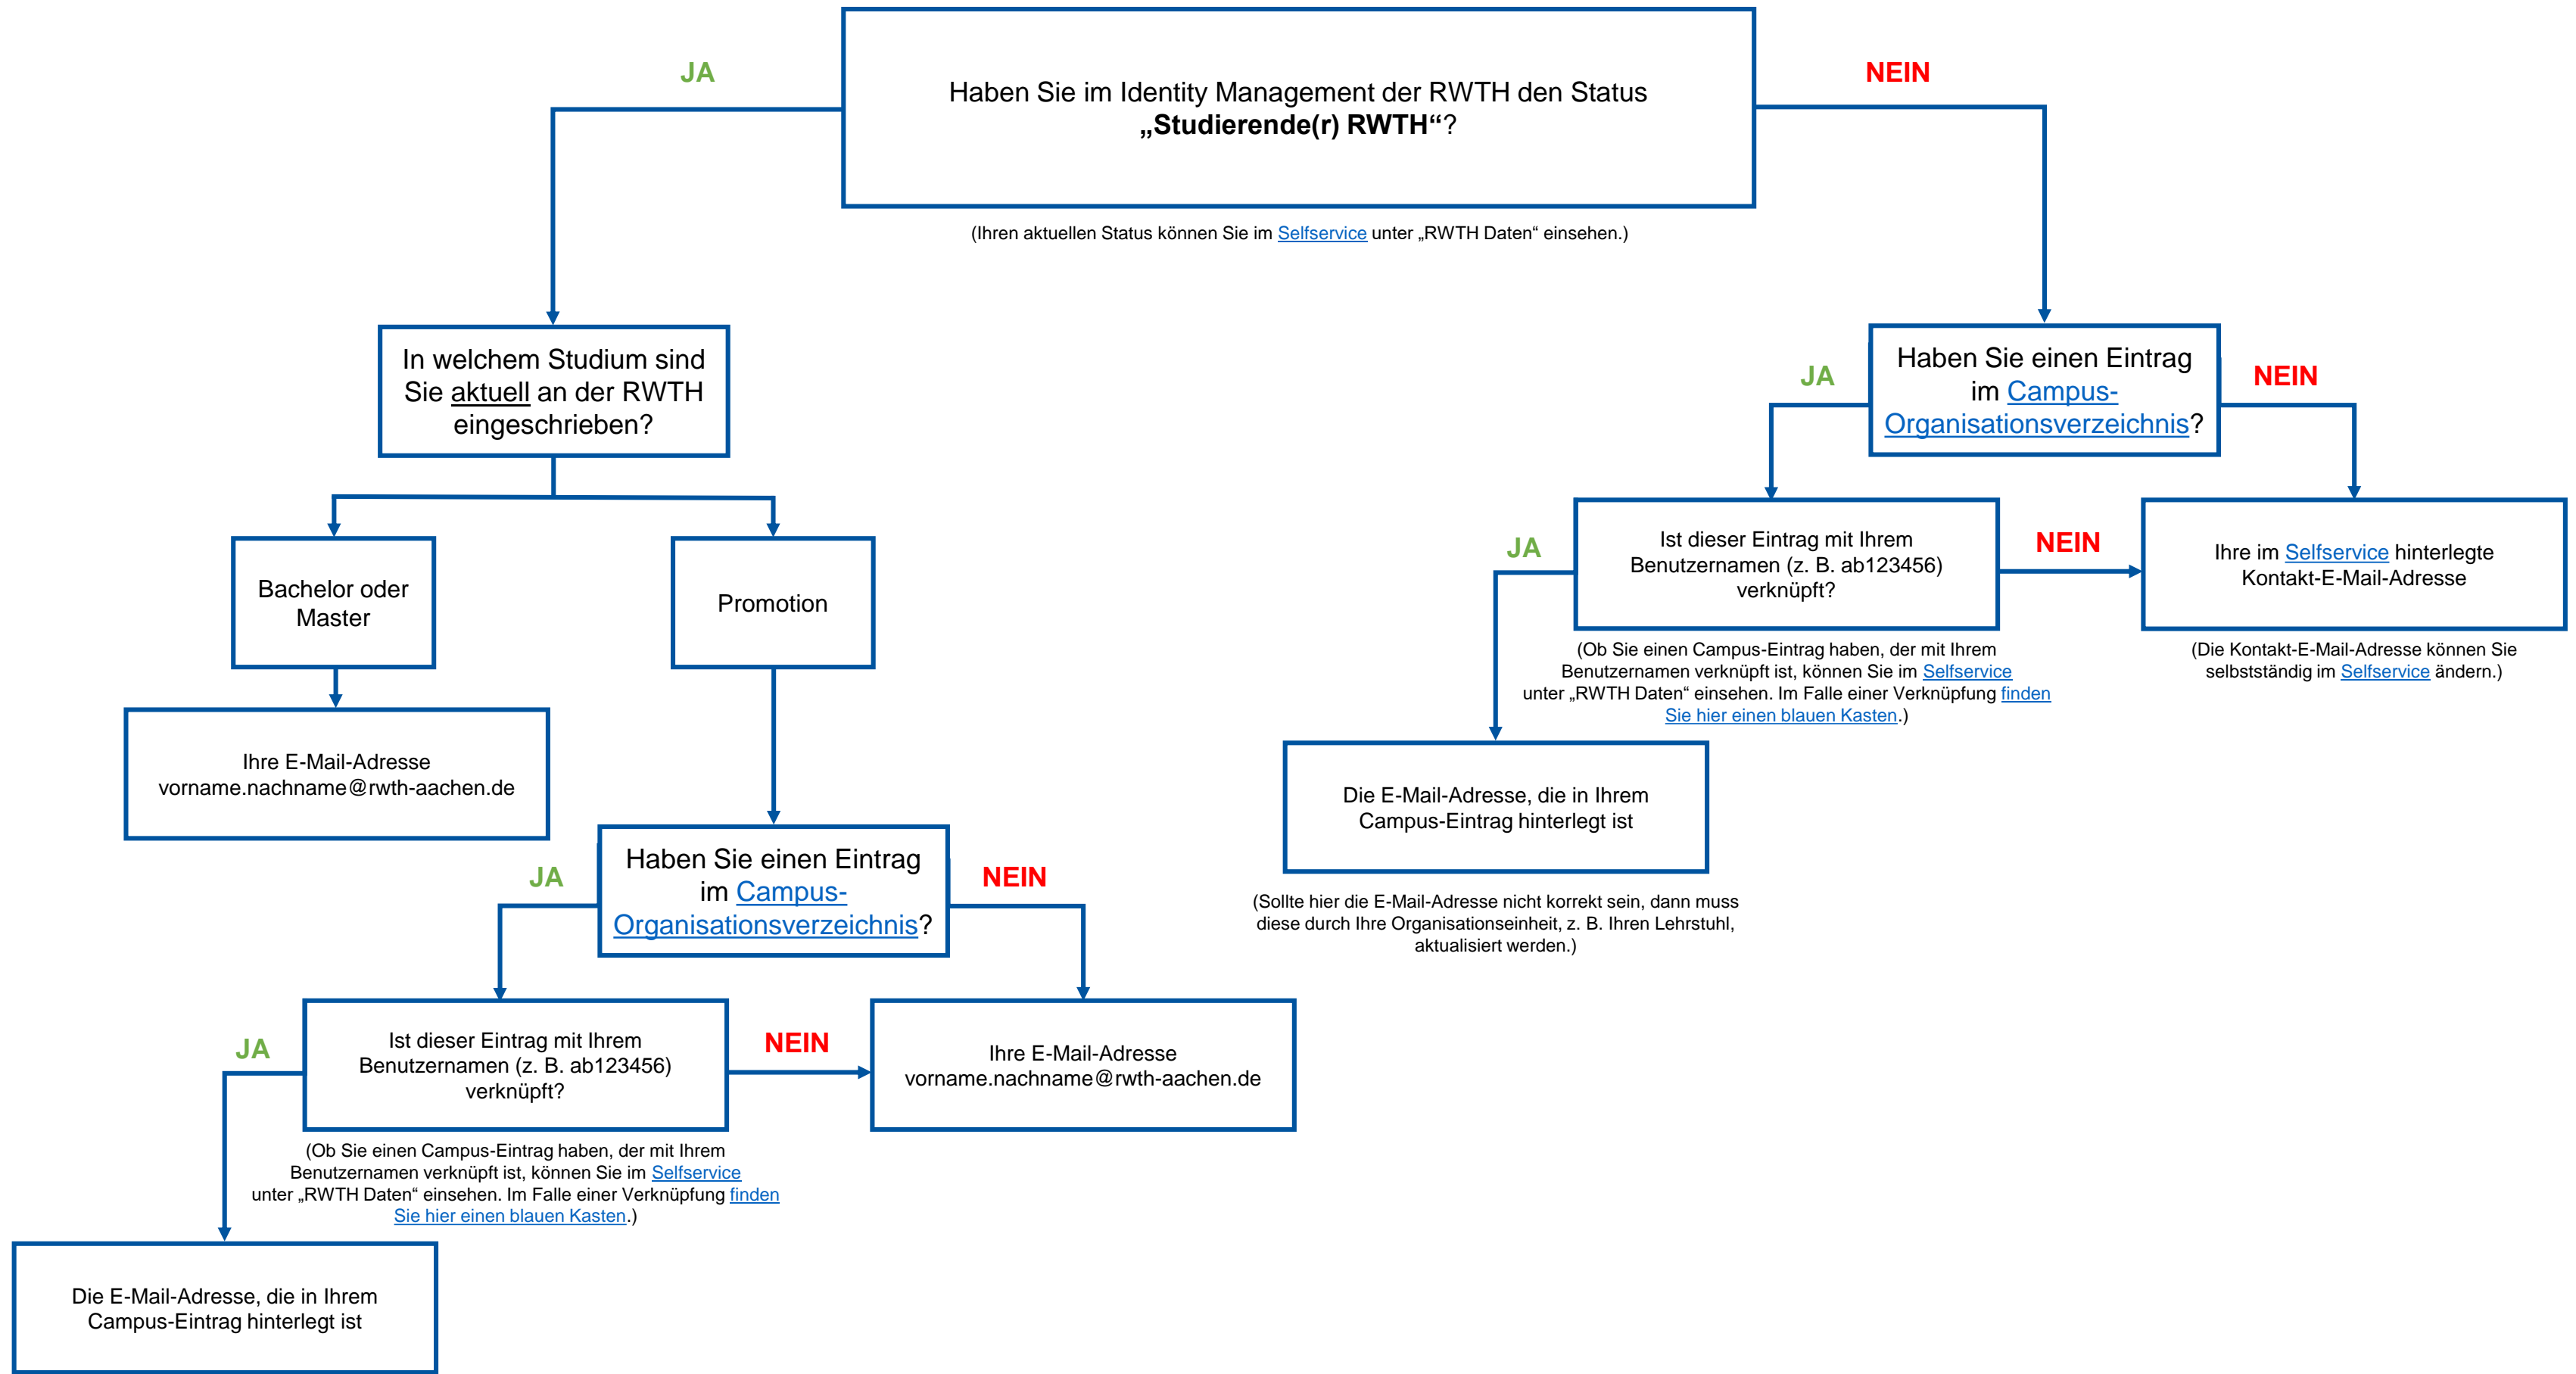 JA
Haben Sie im Identity Management der RWTH den Status
„Studierende(r) RWTH“?
NEIN
(Ihren aktuellen Status können Sie im Selfservice unter „RWTH Daten“ einsehen.)
In welchem Studium sind
Sie aktuell an der RWTH
eingeschrieben?
Bachelor oder
Master
Promotion
Ihre E-Mail-Adresse
vorname.nachname@rwth-aachen.de
JA
Haben Sie einen Eintrag
im Campus-
Organisationsverzeichnis?
NEIN
JA
Ist dieser Eintrag mit Ihrem
Benutzernamen (z. B. ab123456)
verknüpft?
NEIN
Ihre E-Mail-Adresse
vorname.nachname@rwth-aachen.de
(Ob Sie einen Campus-Eintrag haben, der mit Ihrem
Benutzernamen verknüpft ist, können Sie im Selfservice
unter „RWTH Daten“ einsehen. Im Falle einer Verknüpfung finden
Sie hier einen blauen Kasten.)
Die E-Mail-Adresse, die in Ihrem
Campus-Eintrag hinterlegt ist
JA
Haben Sie einen Eintrag
im Campus-
Organisationsverzeichnis?
NEIN
JA
Ist dieser Eintrag mit Ihrem
Benutzernamen (z. B. ab123456)
verknüpft?
NEIN
Ihre im Selfservice hinterlegte
Kontakt-E-Mail-Adresse
(Ob Sie einen Campus-Eintrag haben, der mit Ihrem
Benutzernamen verknüpft ist, können Sie im Selfservice
unter „RWTH Daten“ einsehen. Im Falle einer Verknüpfung finden
Sie hier einen blauen Kasten.)
(Die Kontakt-E-Mail-Adresse können Sie
selbstständig im Selfservice ändern.)
Die E-Mail-Adresse, die in Ihrem
Campus-Eintrag hinterlegt ist
(Sollte hier die E-Mail-Adresse nicht korrekt sein, dann muss
diese durch Ihre Organisationseinheit, z. B. Ihren Lehrstuhl,
aktualisiert werden.)